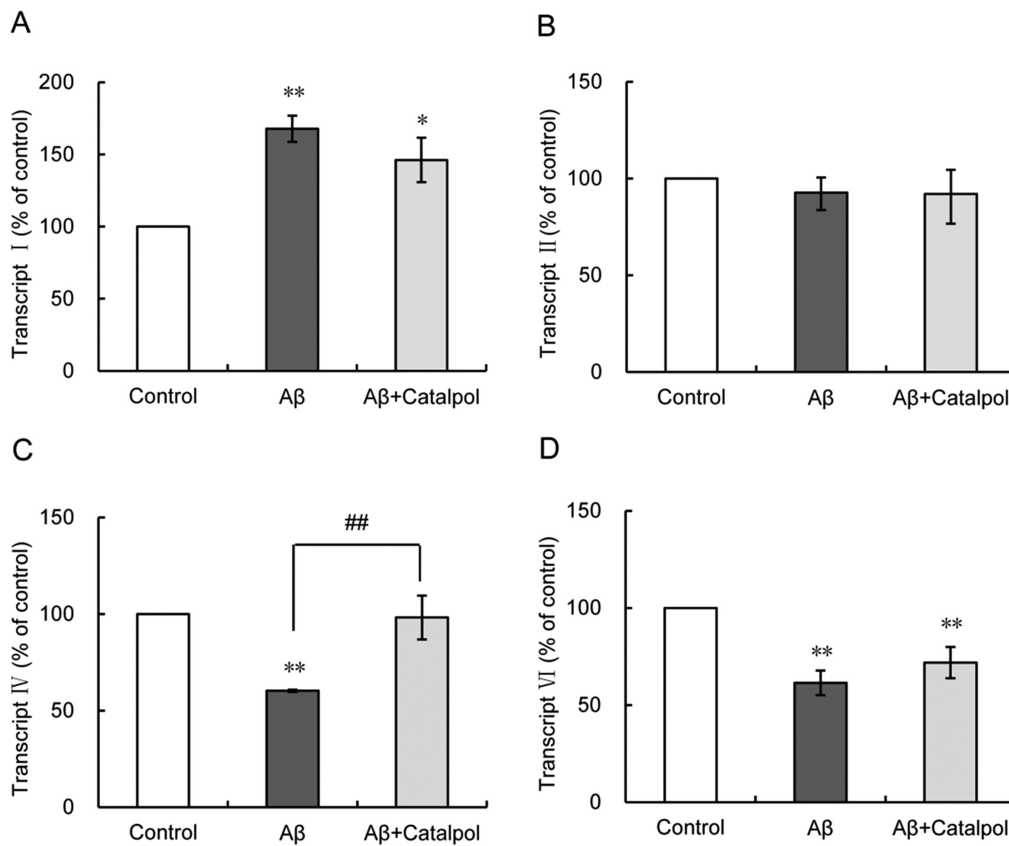 A
Transcript Ⅰ (% of control)
200
150
100
50
0
**
*
Control
Aβ
Aβ+Catalpol
B
Transcript Ⅱ (% of control)
150
100
50
0
Control
Aβ
Aβ+Catalpol
C
Transcript Ⅳ (% of control)
150
100
50
0
##
**
Control
Aβ
Aβ+Catalpol
D
Transcript Ⅵ (% of control)
150
100
50
0
**
**
Control
Aβ
Aβ+Catalpol